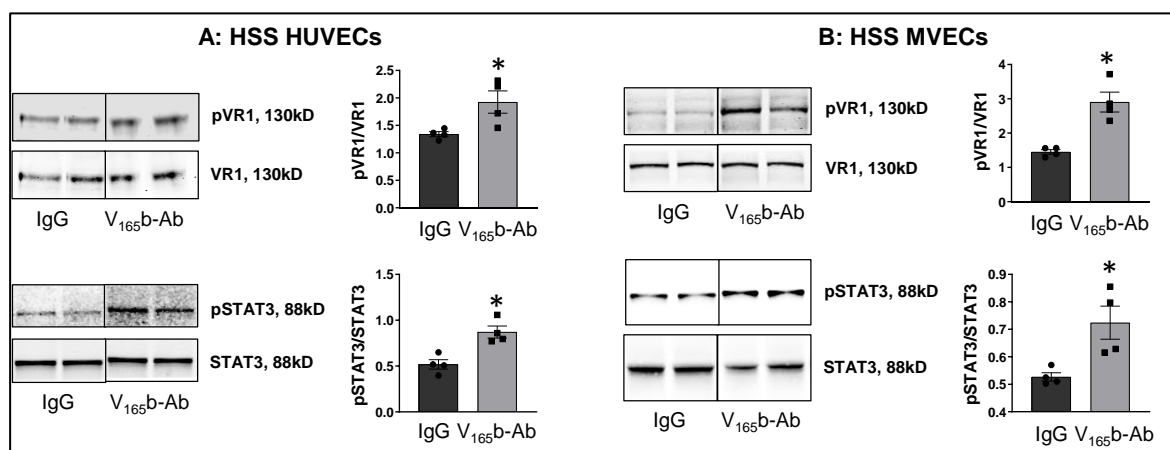 A: HSS HUVECs
pVR1, 130kD
VR1, 130kD
IgG V₁₆₅b-Ab
pVR1/VR1
2.5
2.0
1.5
1.0
0.5
0.0
*
IgG V₁₆₅b-Ab
pSTAT3, 88kD
STAT3, 88kD
IgG V₁₆₅b-Ab
pSTAT3/STAT3
1.5
1.0
0.5
0.0
*
IgG V₁₆₅b-Ab
B: HSS MVECs
pVR1, 130kD
VR1, 130kD
IgG V₁₆₅b-Ab
pVR1/VR1
4
3
2
1
0
*
IgG V₁₆₅b-Ab
pSTAT3, 88kD
STAT3, 88kD
IgG V₁₆₅b-Ab
pSTAT3/STAT3
0.9
0.8
0.7
0.6
0.5
0.4
*
IgG V₁₆₅b-Ab